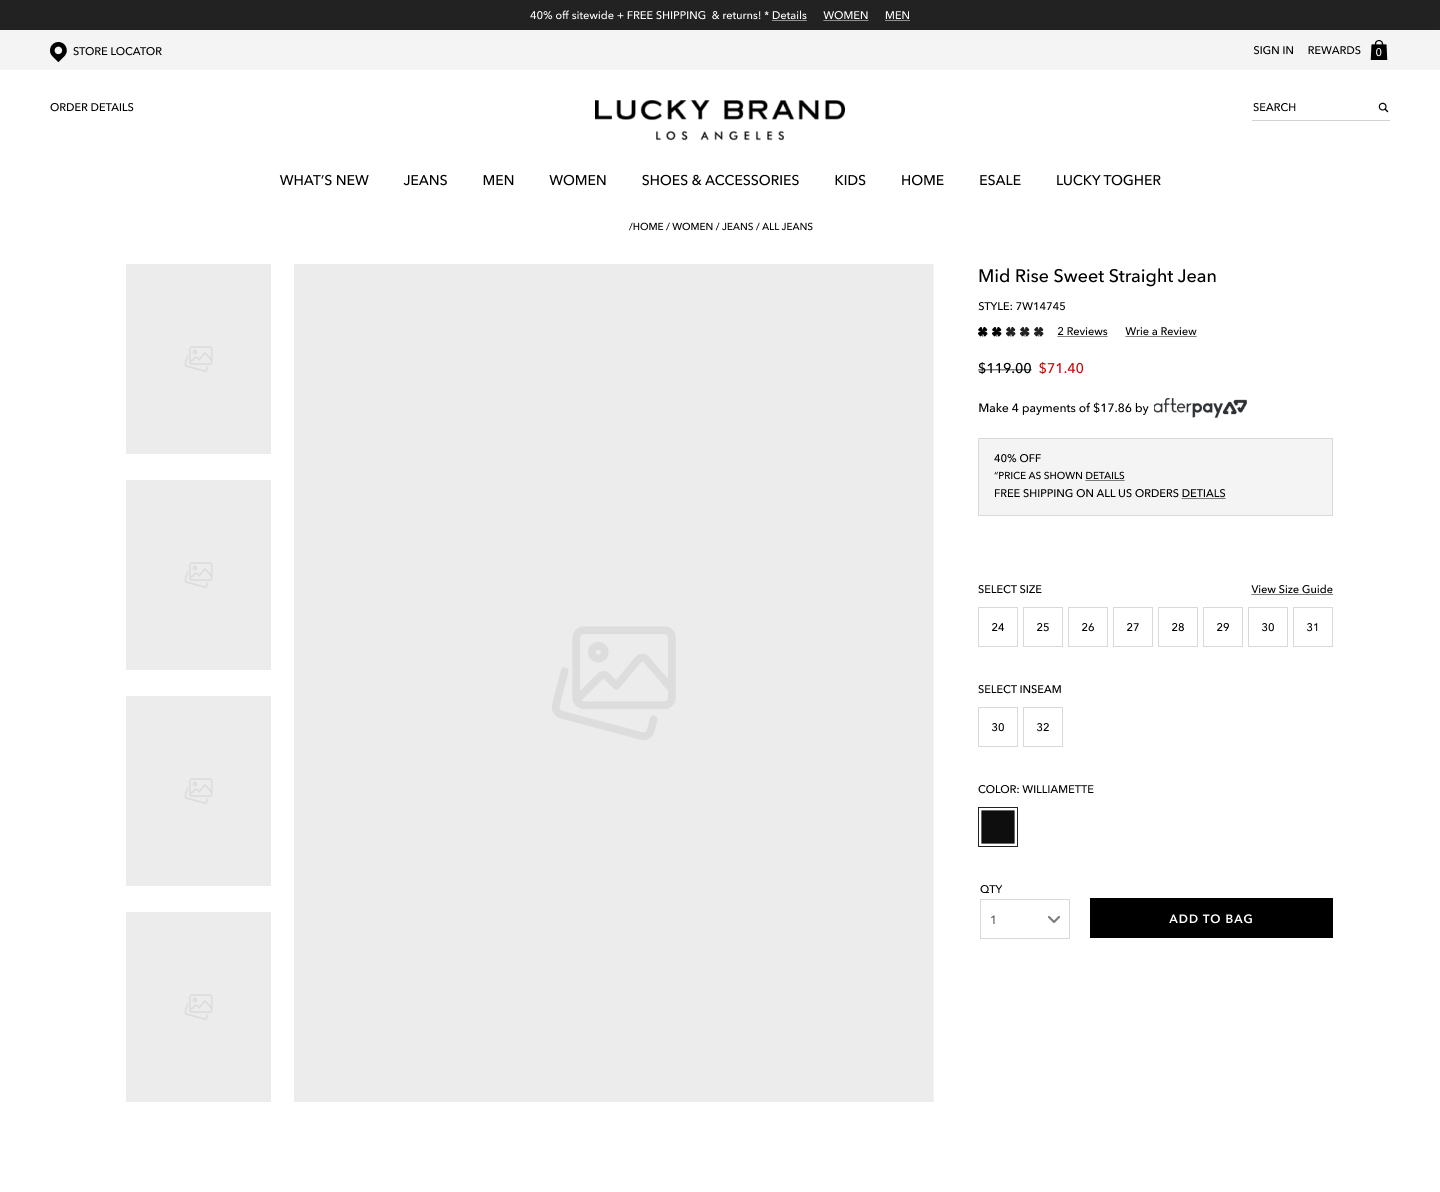 40% off sitewide + FREE SHIPPING & returns! * Details WOMEN MEN
STORE LOCATOR
SIGN IN REWARDS 0
ORDER DETAILS
LUCKY BRAND
LOS ANGELES
SEARCH
WHAT'S NEW JEANS MEN WOMEN SHOES & ACCESSORIES KIDS HOME ESALE LUCKY TOGHER
/HOME / WOMEN / JEANS / ALL JEANS
Mid Rise Sweet Straight Jean
STYLE: 7W14745
2 Reviews Wrie a Review
$119.00 $71.40
Make 4 payments of $17.86 by afterpay
40% OFF
"PRICE AS SHOWN DETAILS
FREE SHIPPING ON ALL US ORDERS DETIALS
SELECT SIZE View Size Guide
24 25 26 27 28 29 30 31
SELECT INSEAM
30 32
COLOR: WILLIAMETTE
QTY
1 ADD TO BAG